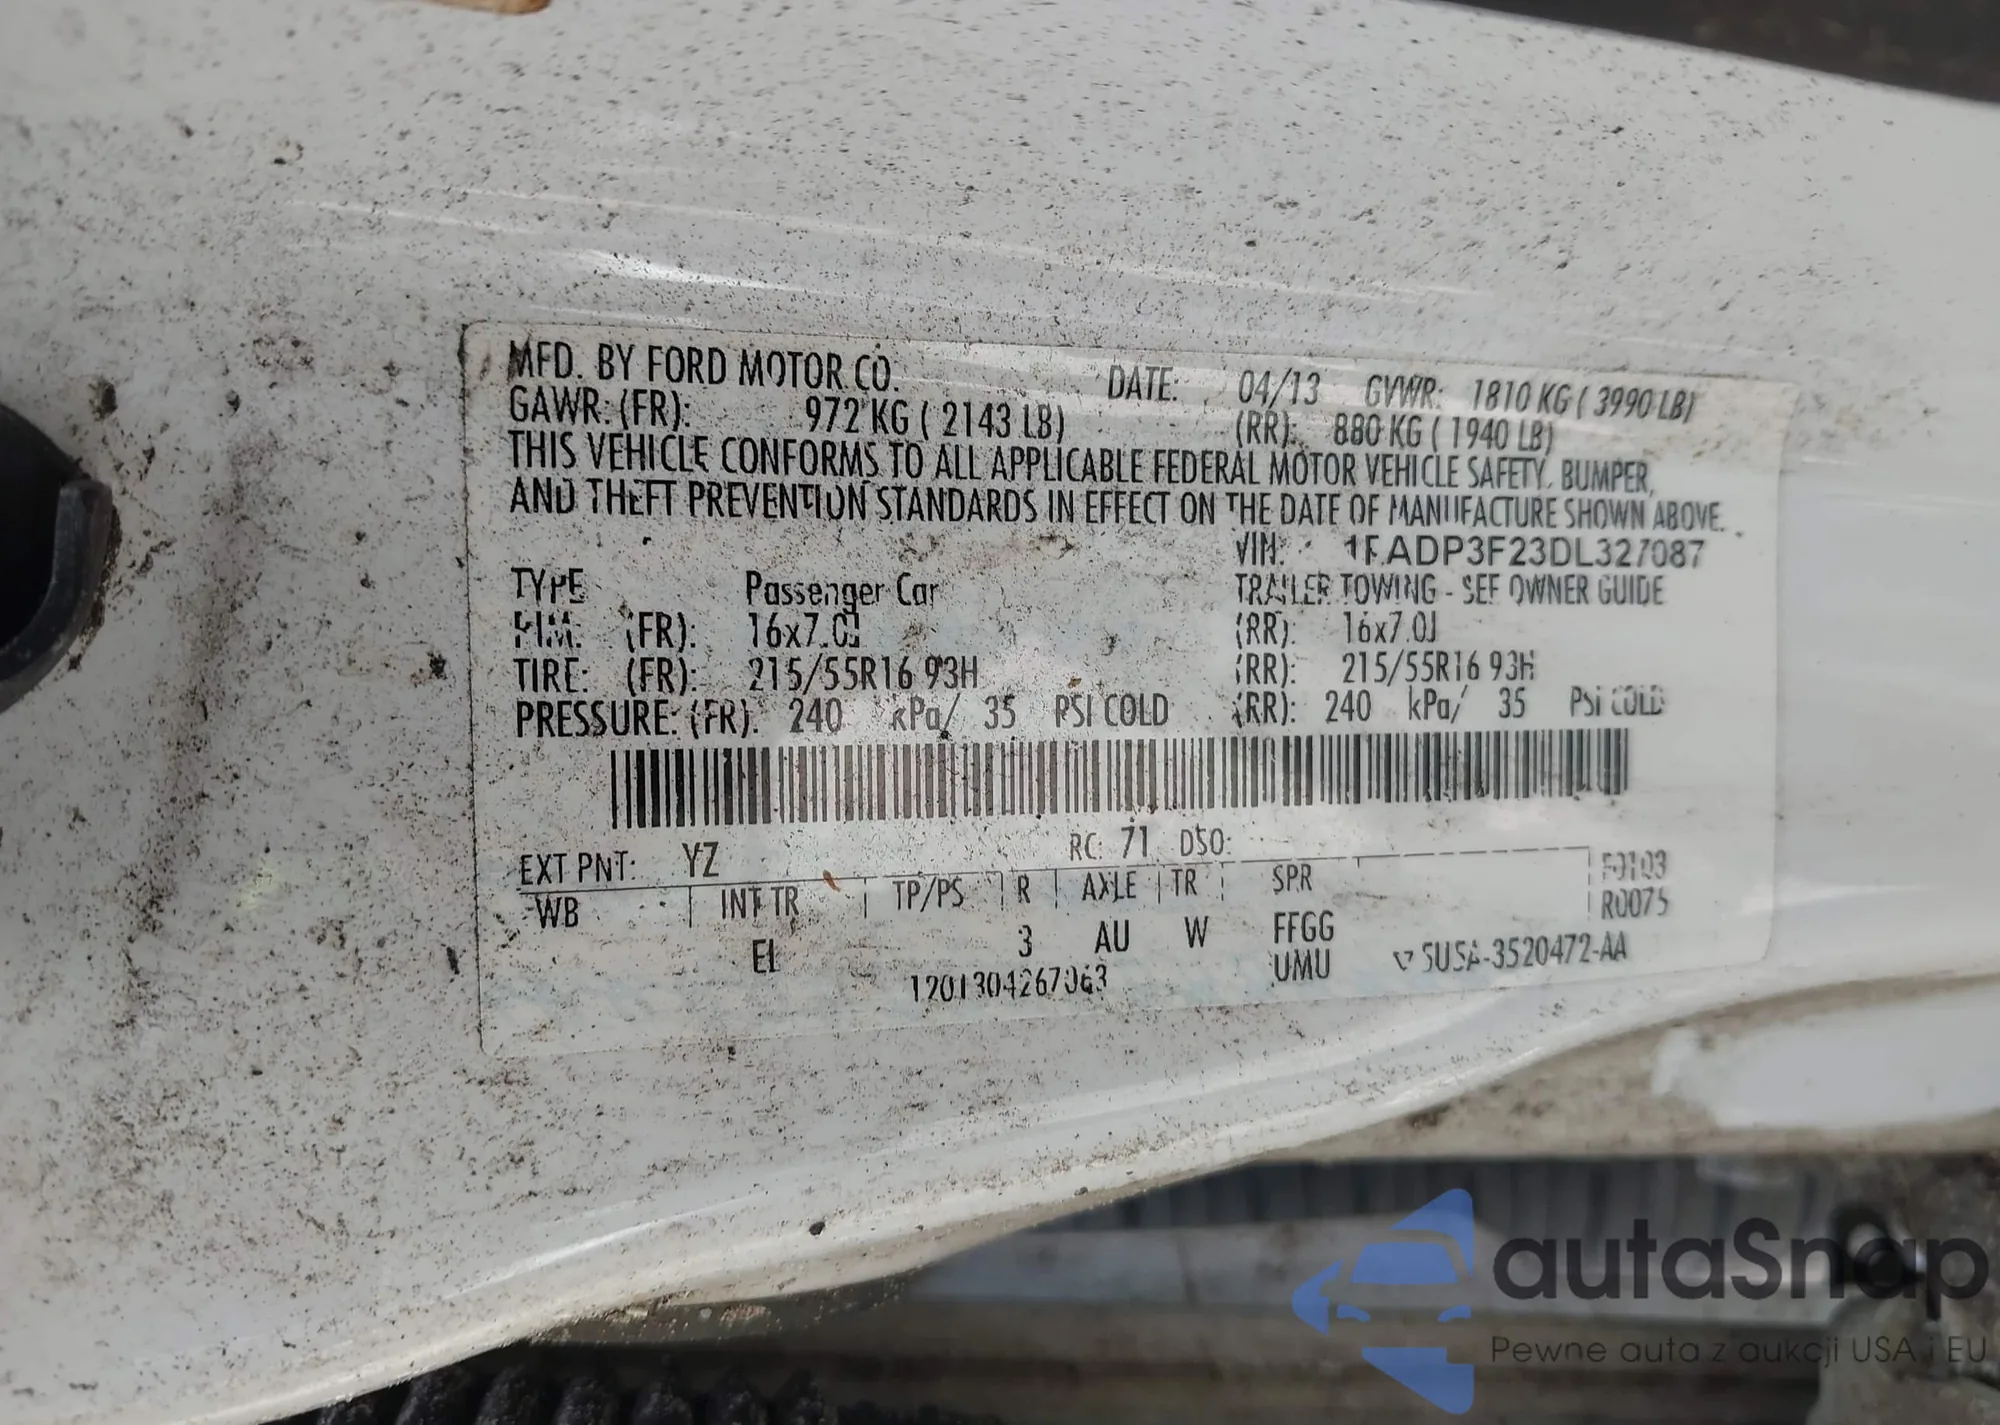 MFD. BY FORD MOTOR CO. DATE: 04/13 GVWR: 1810 KG ( 3990 LB)
GAWR: (FR): 972 KG ( 2143 LB) (RR): 880 KG ( 1940 LB)
THIS VEHICLE CONFORMS TO ALL APPLICABLE FEDERAL MOTOR VEHICLE SAFETY, BUMPER,
AND THEFT PREVENTION STANDARDS IN EFFECT ON THE DATE OF MANUFACTURE SHOWN ABOVE.
VIN: 1FADP3F23DL327087
TYPE Passenger Car TRAILER TOWING - SEE OWNER GUIDE
RIM: (FR): 16x7.0J (RR): 16x7.0J
TIRE: (FR): 215/55R16 93H (RR): 215/55R16 93H
PRESSURE: (FR): 240 kPa/ 35 PSI COLD (RR): 240 kPa/ 35 PSI COLD
EXT PNT: YZ RC: 71 DSO:
WB INT TR TP/PS R AXLE TR SPR F0103
R0075
EL 3 AU W FFGG
UMU
1201304267063 5U5A-3520472-AA
autaSnap
Pewne auta z aukcji USA i EU